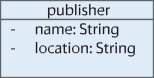 publisher
- name: String
- location: String